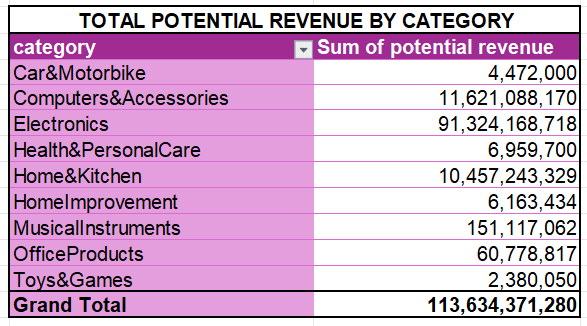 TOTAL POTENTIAL REVENUE BY CATEGORY
category Sum of potential revenue
Car&Motorbike 4,472,000
Computers&Accessories 11,621,088,170
Electronics 91,324,168,718
Health&PersonalCare 6,959,700
Home&Kitchen 10,457,243,329
HomeImprovement 6,163,434
MusicalInstruments 151,117,062
OfficeProducts 60,778,817
Toys&Games 2,380,050
Grand Total 113,634,371,280